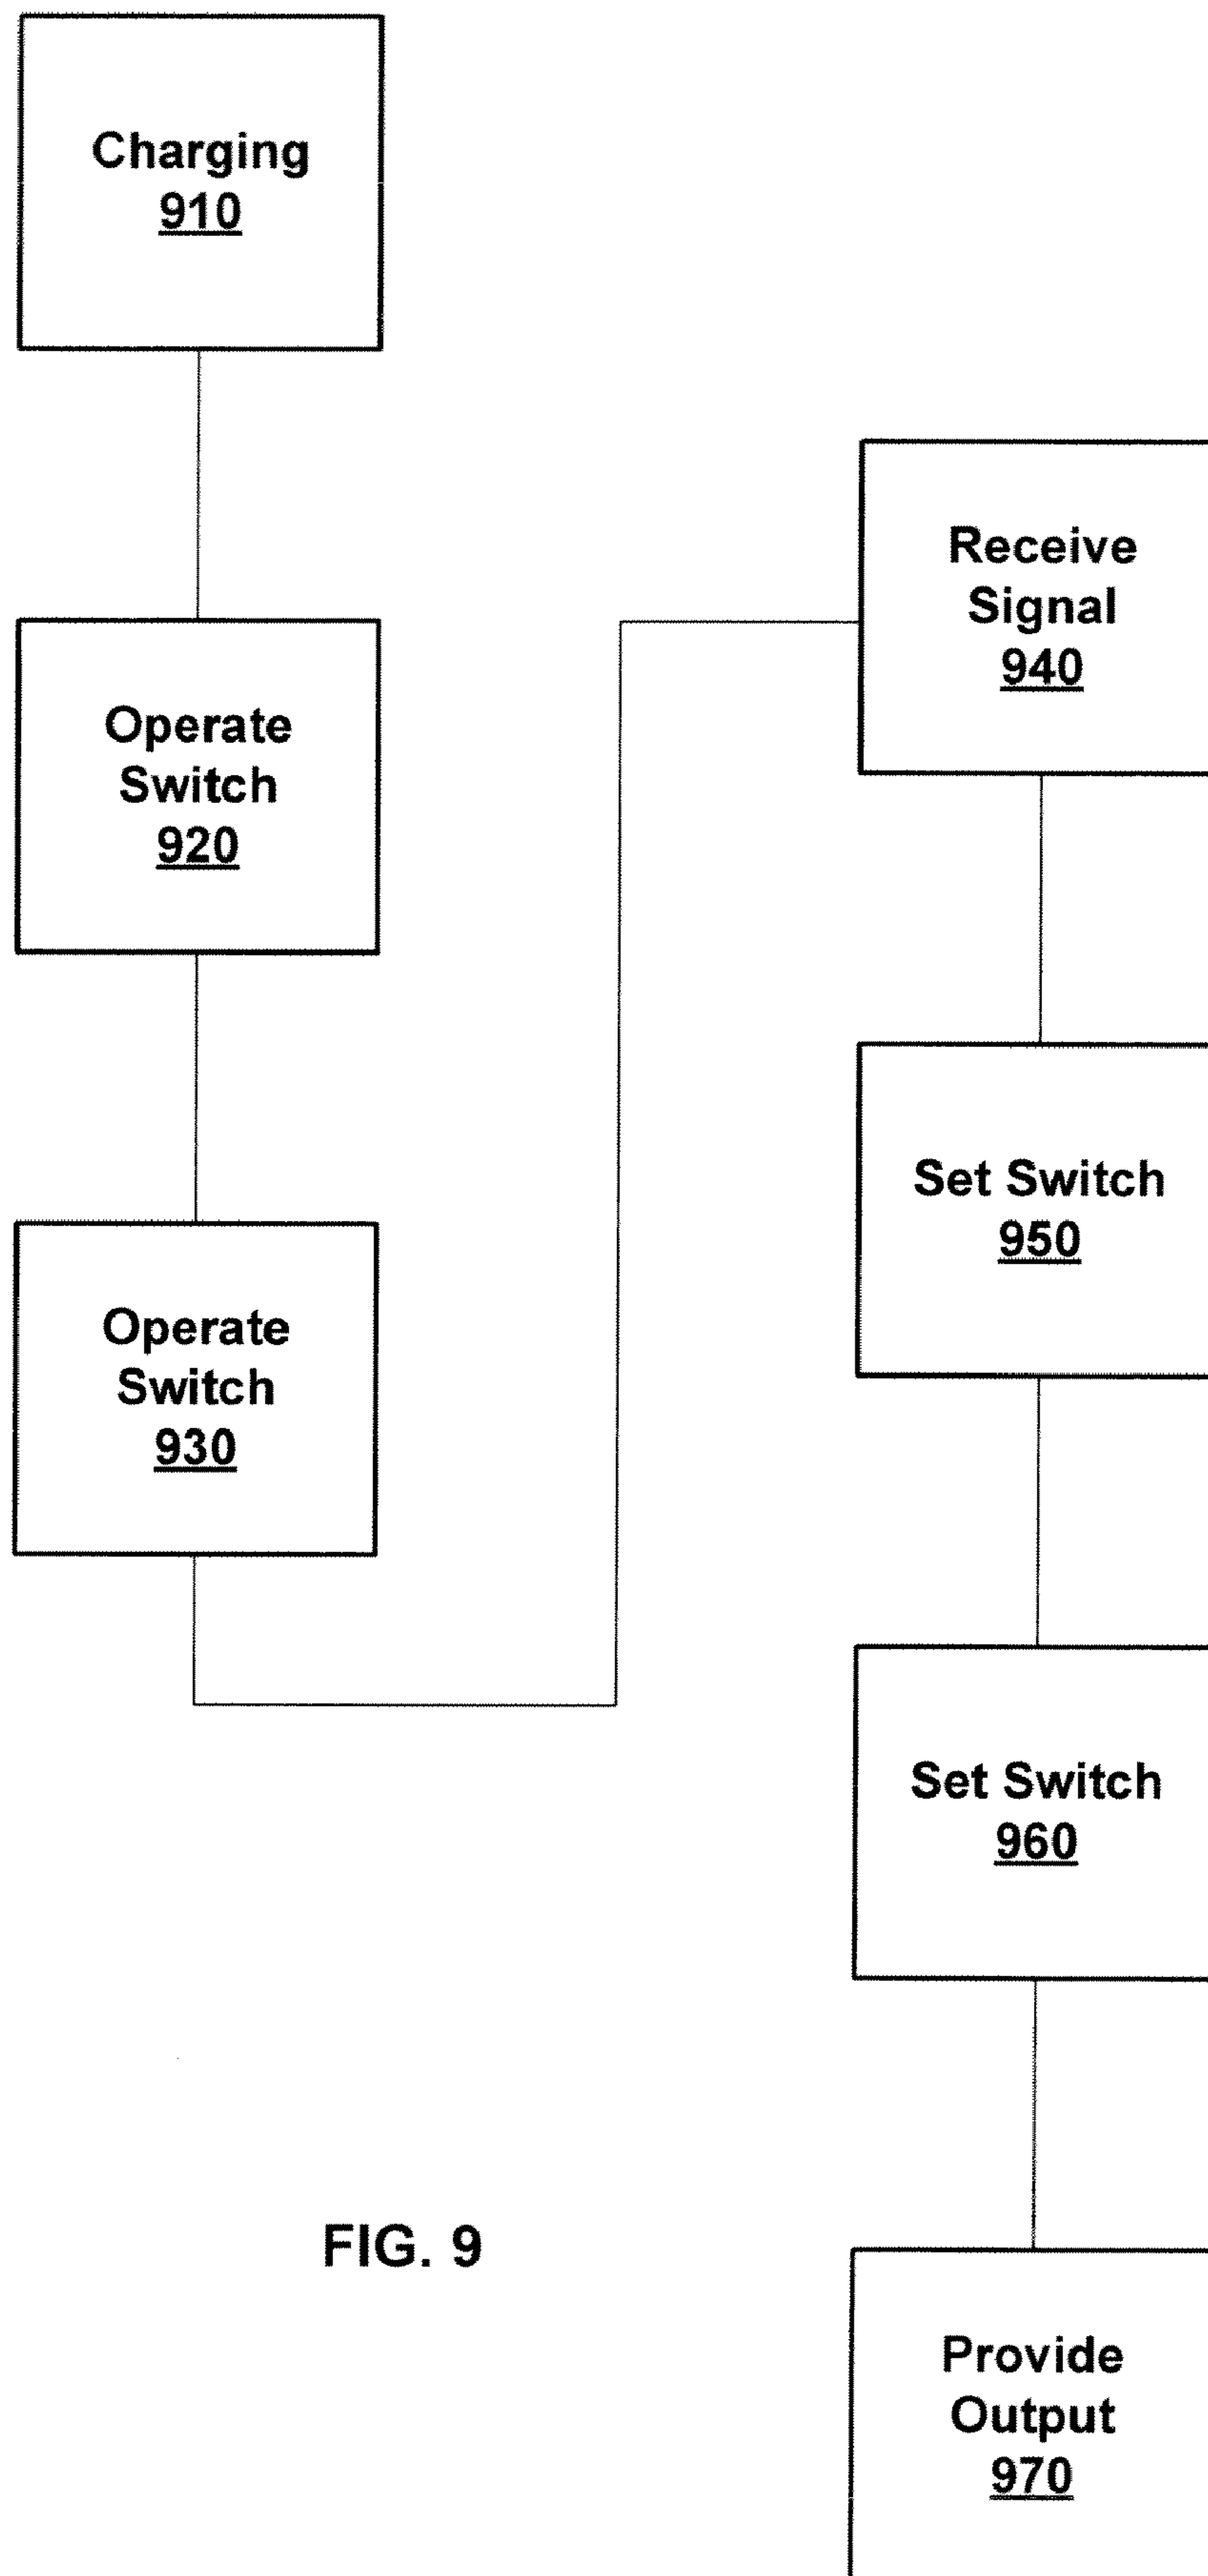 Charging
910
Operate
Switch
920
Operate
Switch
930
Receive
Signal
940
Set Switch
950
Set Switch
960
Provide
Output
970
FIG. 9